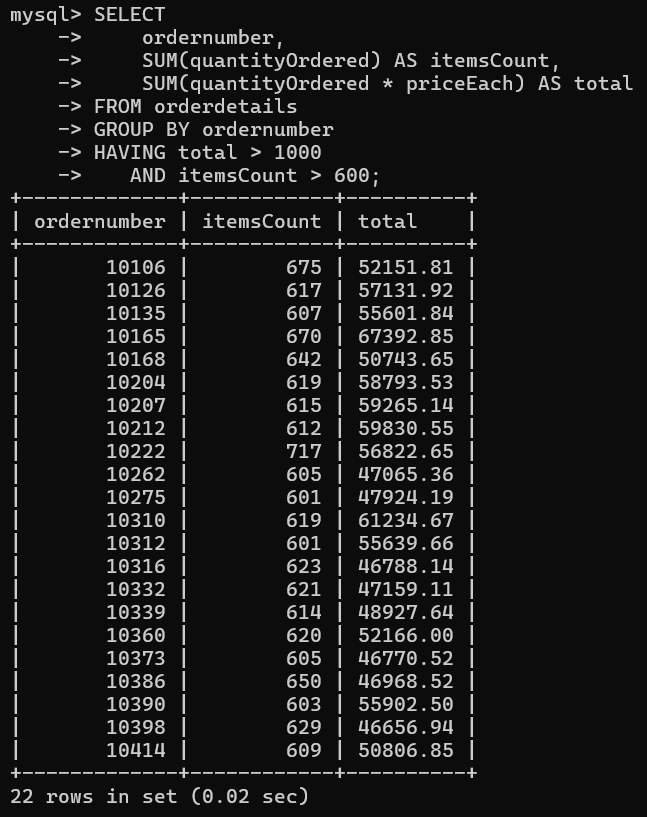 mysql> SELECT
    ->     ordernumber,
    ->     SUM(quantityOrdered) AS itemsCount,
    ->     SUM(quantityOrdered * priceEach) AS total
    -> FROM orderdetails
    -> GROUP BY ordernumber
    -> HAVING total > 1000
    ->    AND itemsCount > 600;
+-------------+------------+----------+
| ordernumber | itemsCount | total    |
+-------------+------------+----------+
|       10106 |        675 | 52151.81 |
|       10126 |        617 | 57131.92 |
|       10135 |        607 | 55601.84 |
|       10165 |        670 | 67392.85 |
|       10168 |        642 | 50743.65 |
|       10204 |        619 | 58793.53 |
|       10207 |        615 | 59265.14 |
|       10212 |        612 | 59830.55 |
|       10222 |        717 | 56822.65 |
|       10262 |        605 | 47065.36 |
|       10275 |        601 | 47924.19 |
|       10310 |        619 | 61234.67 |
|       10312 |        601 | 55639.66 |
|       10316 |        623 | 46788.14 |
|       10332 |        621 | 47159.11 |
|       10339 |        614 | 48927.64 |
|       10360 |        620 | 52166.00 |
|       10373 |        605 | 46770.52 |
|       10386 |        650 | 46968.52 |
|       10390 |        603 | 55902.50 |
|       10398 |        629 | 46656.94 |
|       10414 |        609 | 50806.85 |
+-------------+------------+----------+
22 rows in set (0.02 sec)